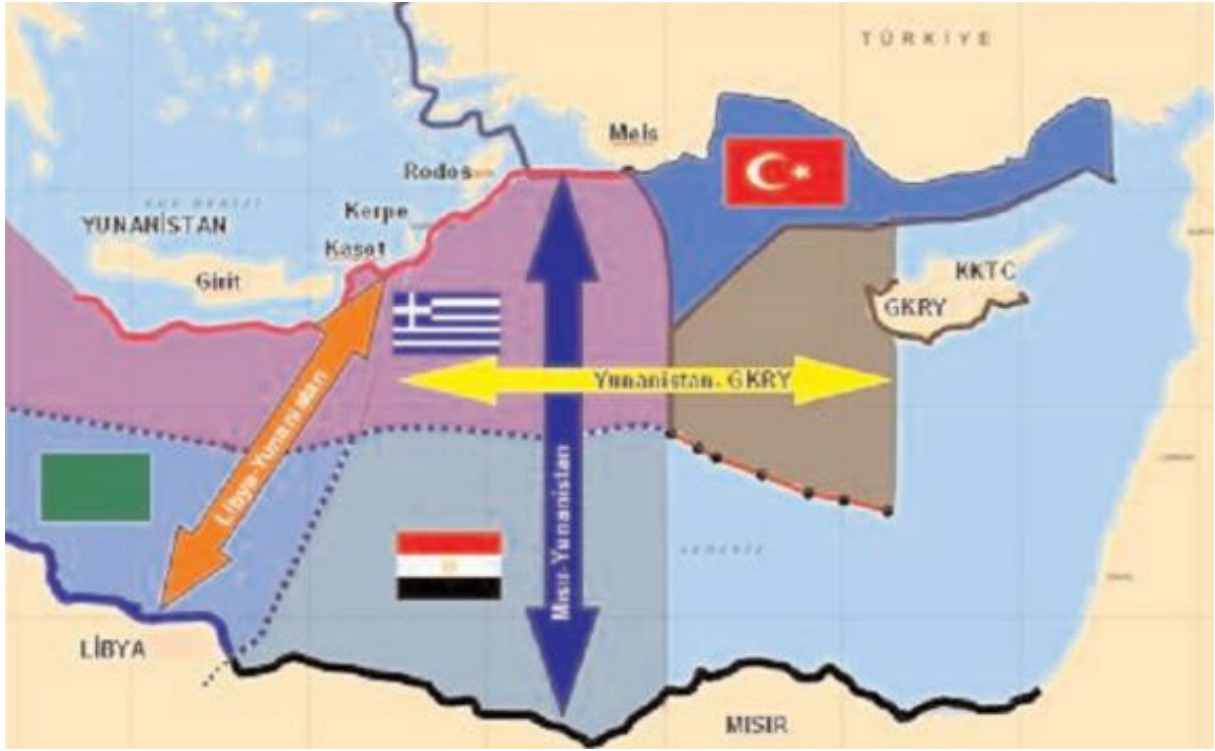 TÜRKİYE
Meis
Rodos
Kerpe
YUNANİSTAN
Kaşot
Girit
KKTC
GKRY
Yunanistan-GKRY
Libya-Yunanistan
Mısır-Yunanistan
AKDENİZ
LİBYA
MISIR